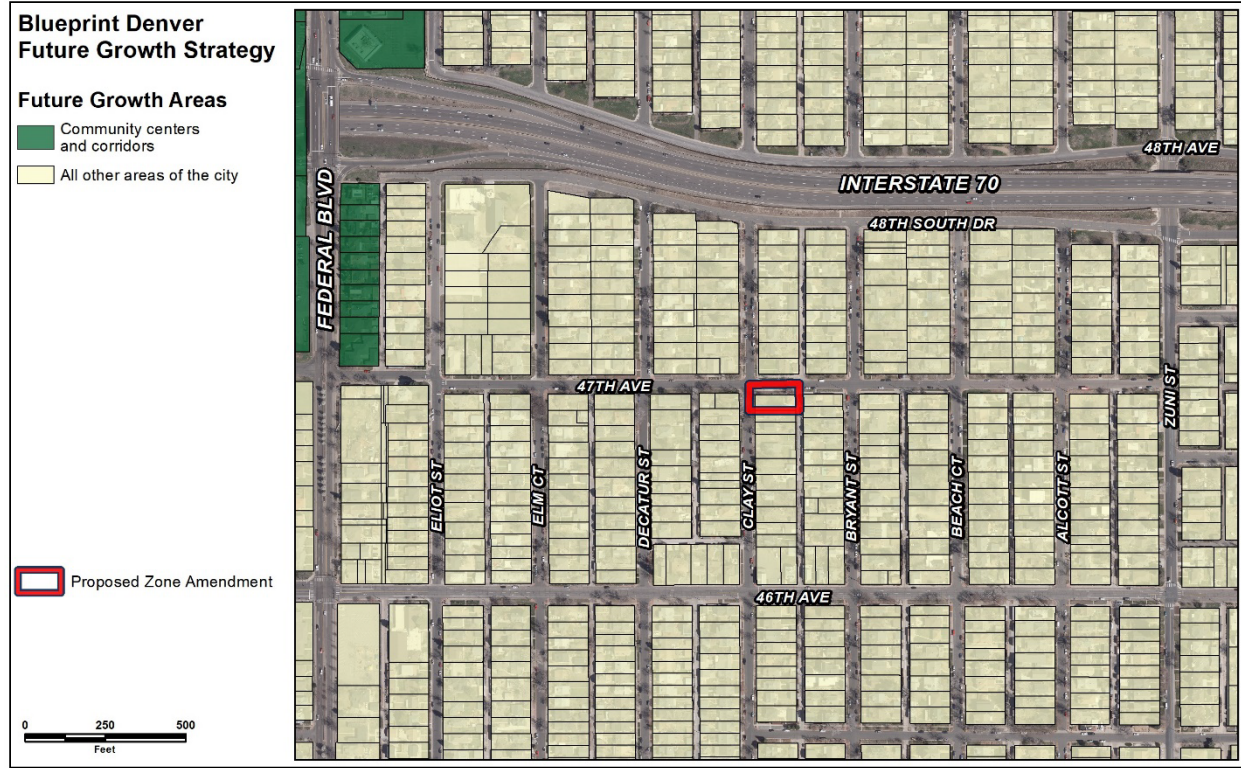 Blueprint Denver
Future Growth Strategy
Future Growth Areas
Community centers
and corridors
All other areas of the city
Proposed Zone Amendment
0 250 500
Feet
48TH AVE
INTERSTATE 70
48TH SOUTH DR
FEDERAL BLVD
47TH AVE
ELIOT ST
ELM CT
DECATUR ST
CLAY ST
BRYANT ST
BEACH CT
ALCOTT ST
ZUNI ST
46TH AVE